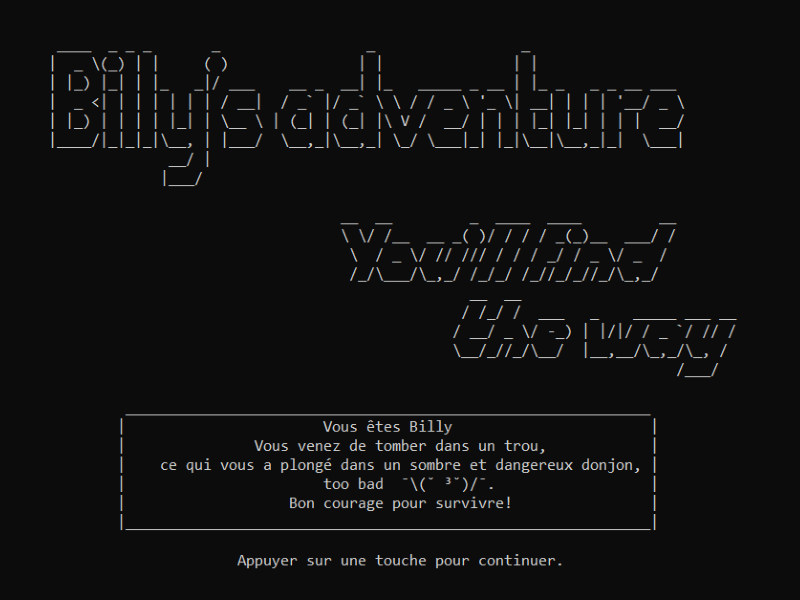 Billy's adventure
You'll find
the way
Vous êtes Billy
Vous venez de tomber dans un trou,
ce qui vous a plongé dans un sombre et dangereux donjon,
too bad ¯\(˘ ³˘)/¯.
Bon courage pour survivre!
Appuyer sur une touche pour continuer.